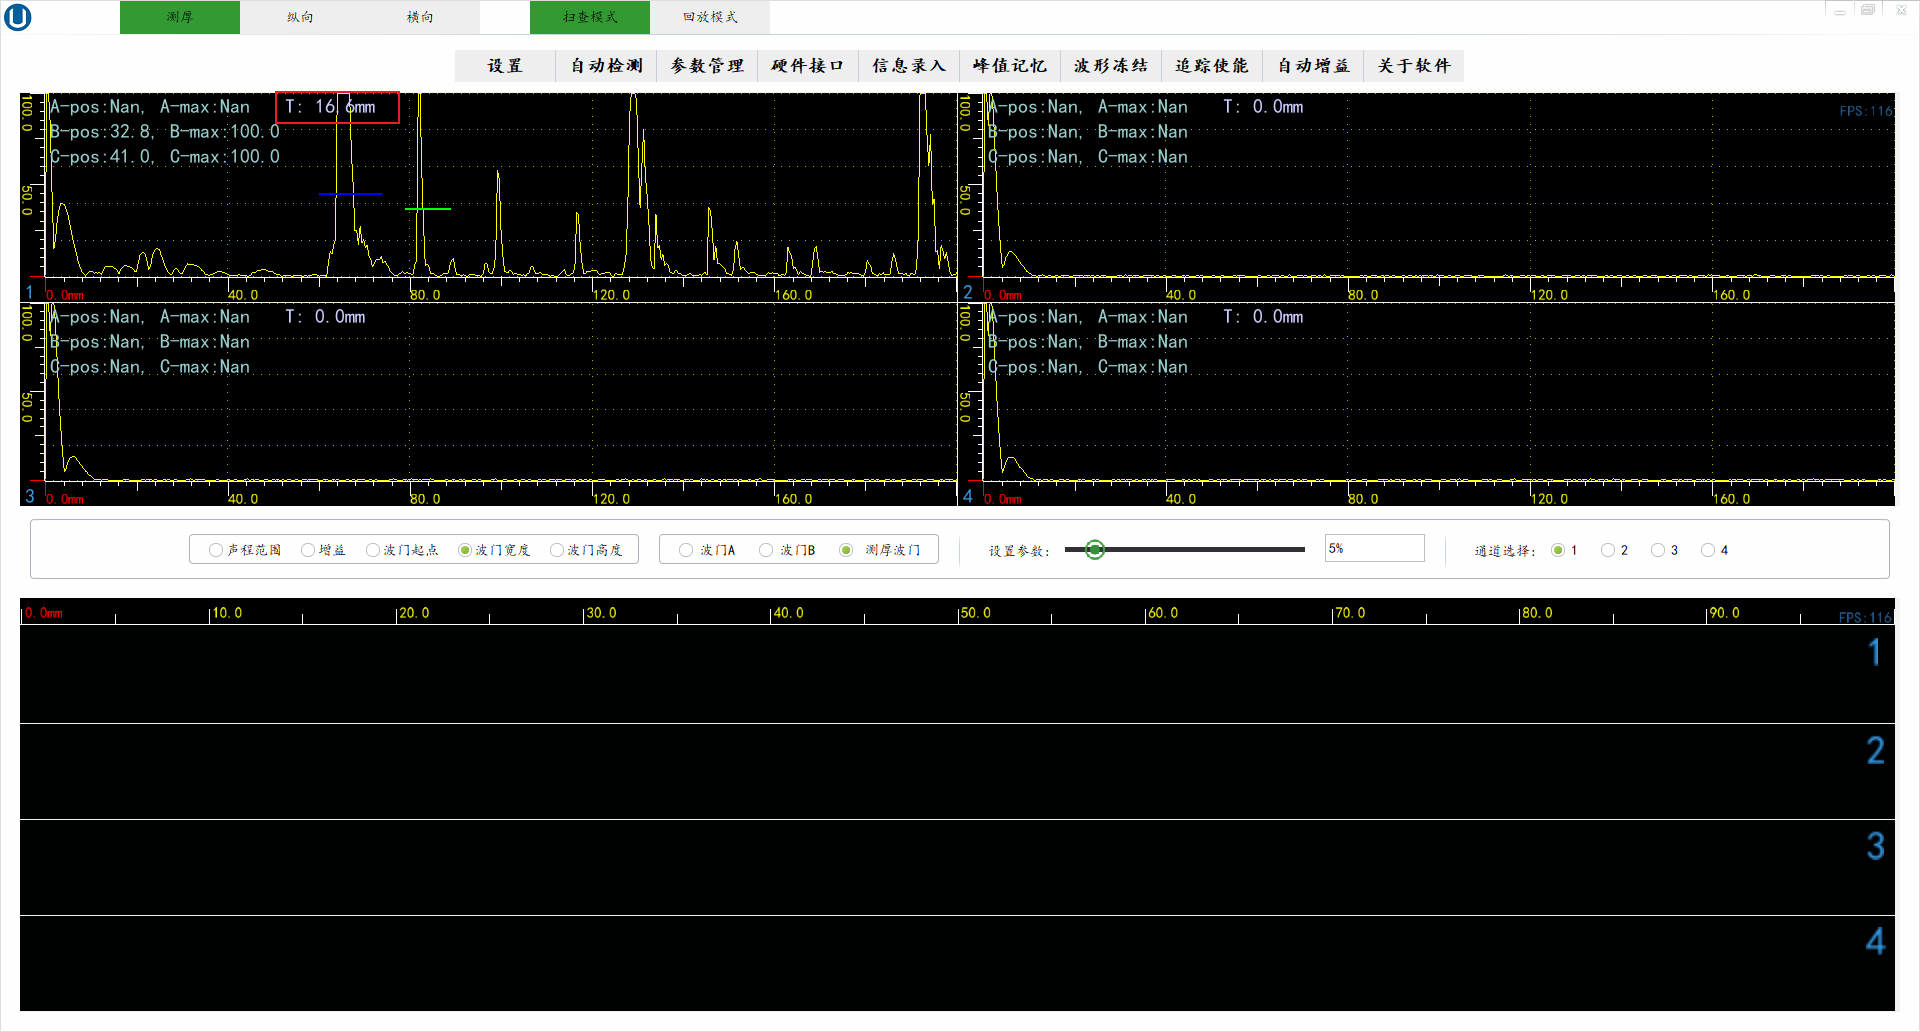 测厚 纵向 横向 扫查模式 回放模式
设置 自动检测 参数管理 硬件接口 信息录入 峰值记忆 波形冻结 追踪使能 自动增益 关于软件
A-pos:Nan, A-max:Nan T: 16.6mm
B-pos:32.8, B-max:100.0
C-pos:41.0, C-max:100.0
100.0
50.0
1 0.0mm 40.0 80.0 120.0 160.0
A-pos:Nan, A-max:Nan T: 0.0mm
FPS:116
B-pos:Nan, B-max:Nan
C-pos:Nan, C-max:Nan
100.0
50.0
2 0.0mm 40.0 80.0 120.0 160.0
A-pos:Nan, A-max:Nan T: 0.0mm
B-pos:Nan, B-max:Nan
C-pos:Nan, C-max:Nan
100.0
50.0
3 0.0mm 40.0 80.0 120.0 160.0
A-pos:Nan, A-max:Nan T: 0.0mm
B-pos:Nan, B-max:Nan
C-pos:Nan, C-max:Nan
100.0
50.0
4 0.0mm 40.0 80.0 120.0 160.0
声程范围 增益 波门起点 波门宽度 波门高度 波门A 波门B 测厚波门 设置参数: 5% 通道选择: 1 2 3 4
0.0mm 10.0 20.0 30.0 40.0 50.0 60.0 70.0 80.0 90.0 FPS:116
1
2
3
4